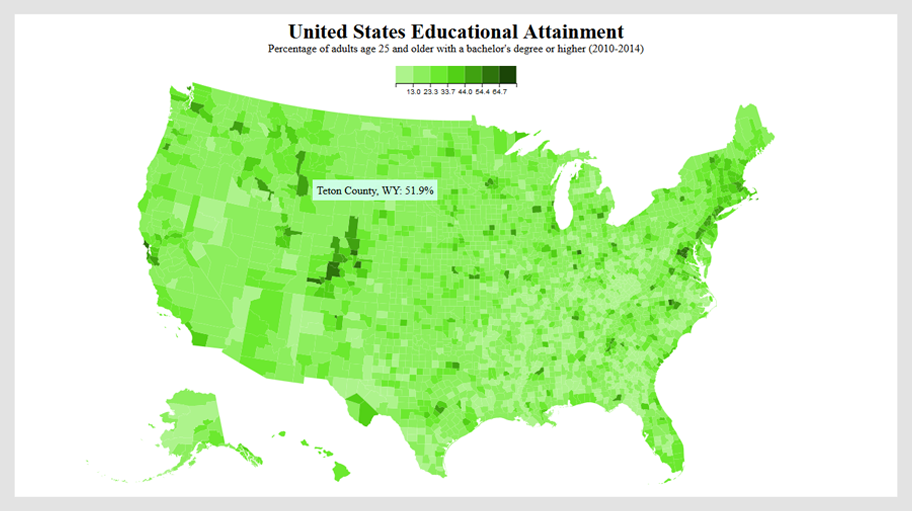 United States Educational Attainment
Percentage of adults age 25 and older with a bachelor's degree or higher (2010-2014)
13.0 23.3 33.7 44.0 54.4 64.7
Teton County, WY: 51.9%